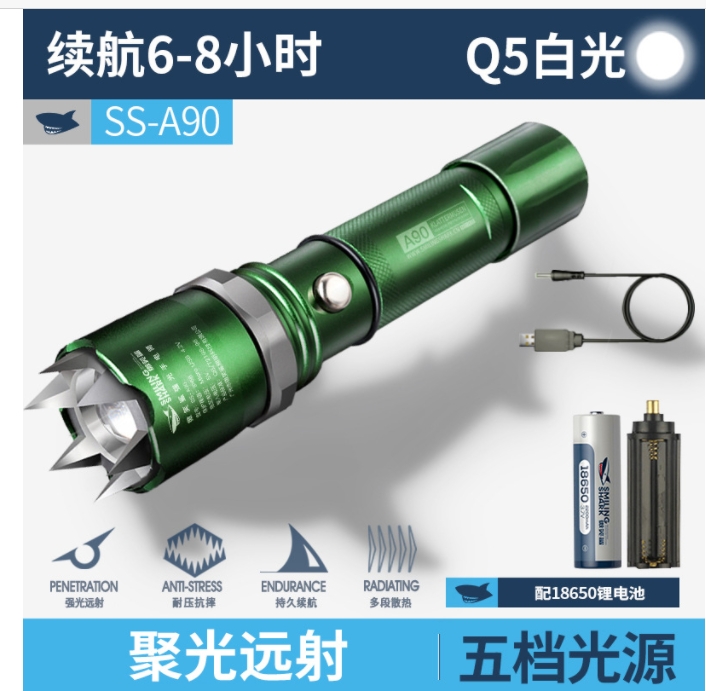 续航6-8小时
Q5白光
SS-A90
A90
SMILING SHARK
18650
SMILING SHARK
PENETRATION
强光远射
ANTI-STRESS
耐压抗摔
ENDURANCE
持久续航
RADIATING
多段散热
配18650锂电池
聚光远射
五档光源